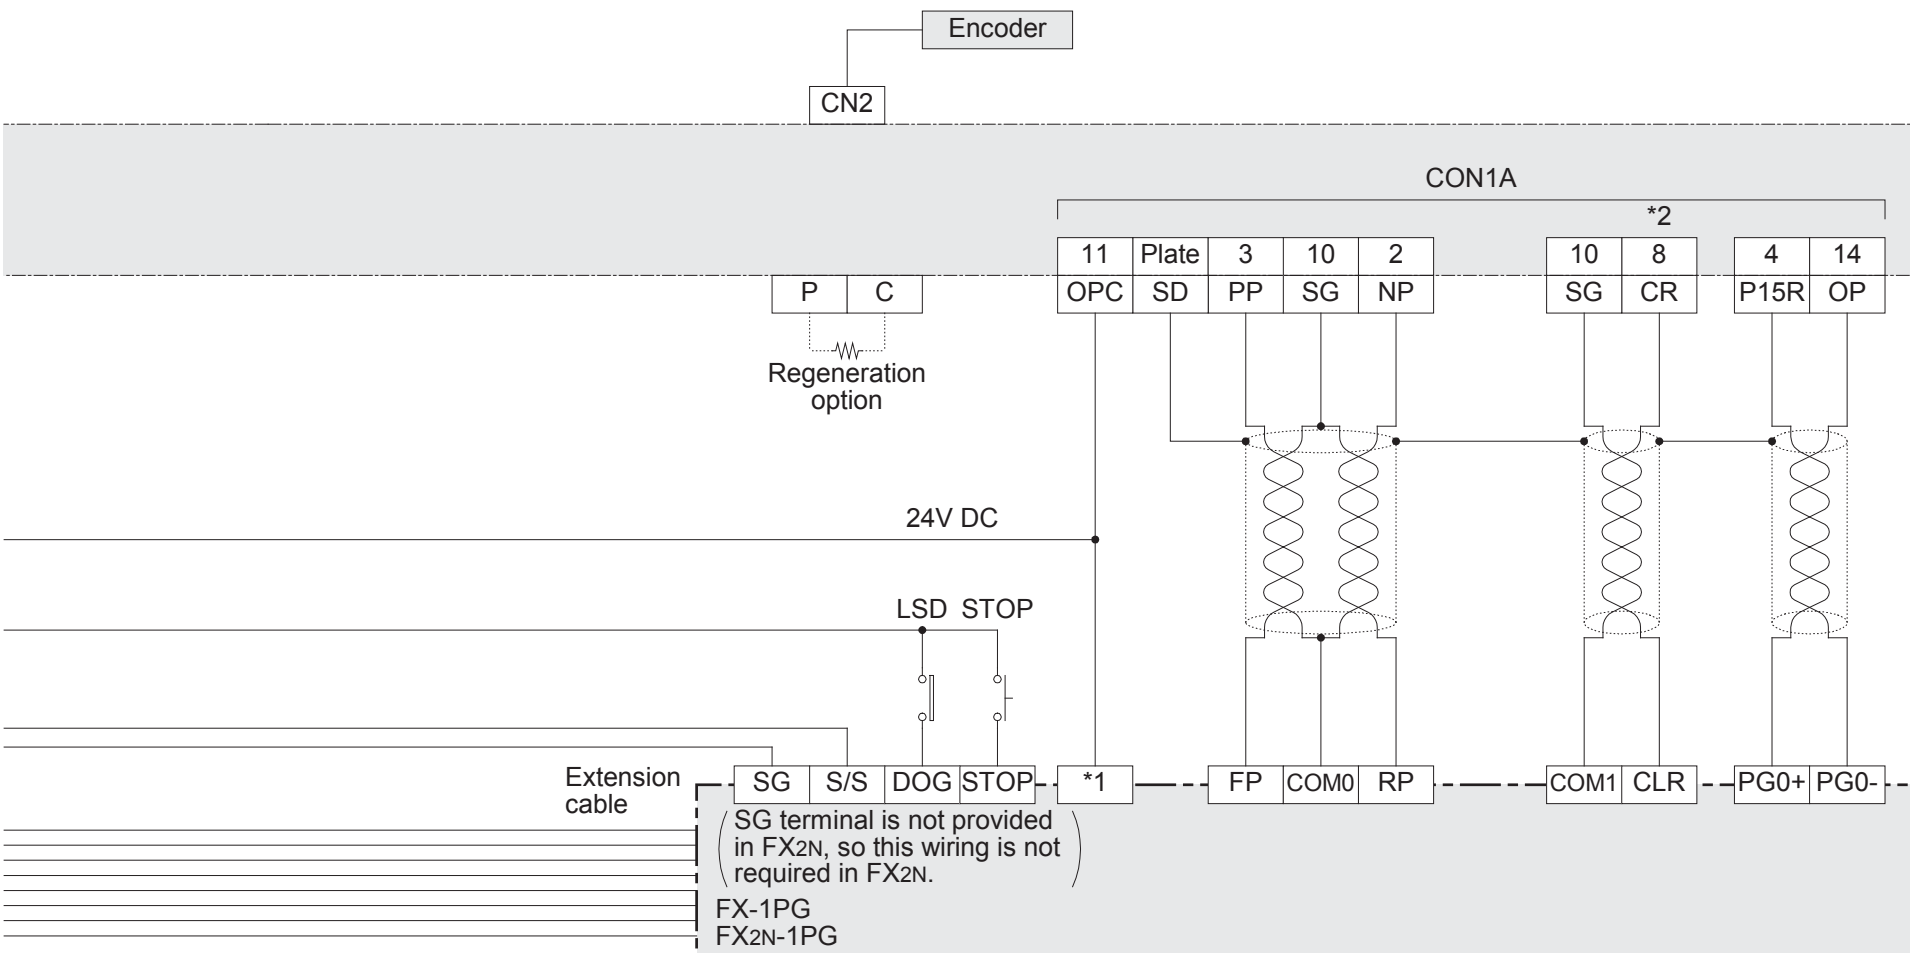 Encoder
CN2
CON1A
*2
11 Plate 3 10 2 10 8 4 14
P C OPC SD PP SG NP SG CR P15R OP
Regeneration
option
24V DC
LSD STOP
Extension
cable
SG S/S DOG STOP *1 FP COM0 RP COM1 CLR PG0+ PG0-
(SG terminal is not provided
in FX2N, so this wiring is not
required in FX2N.)
FX-1PG
FX2N-1PG